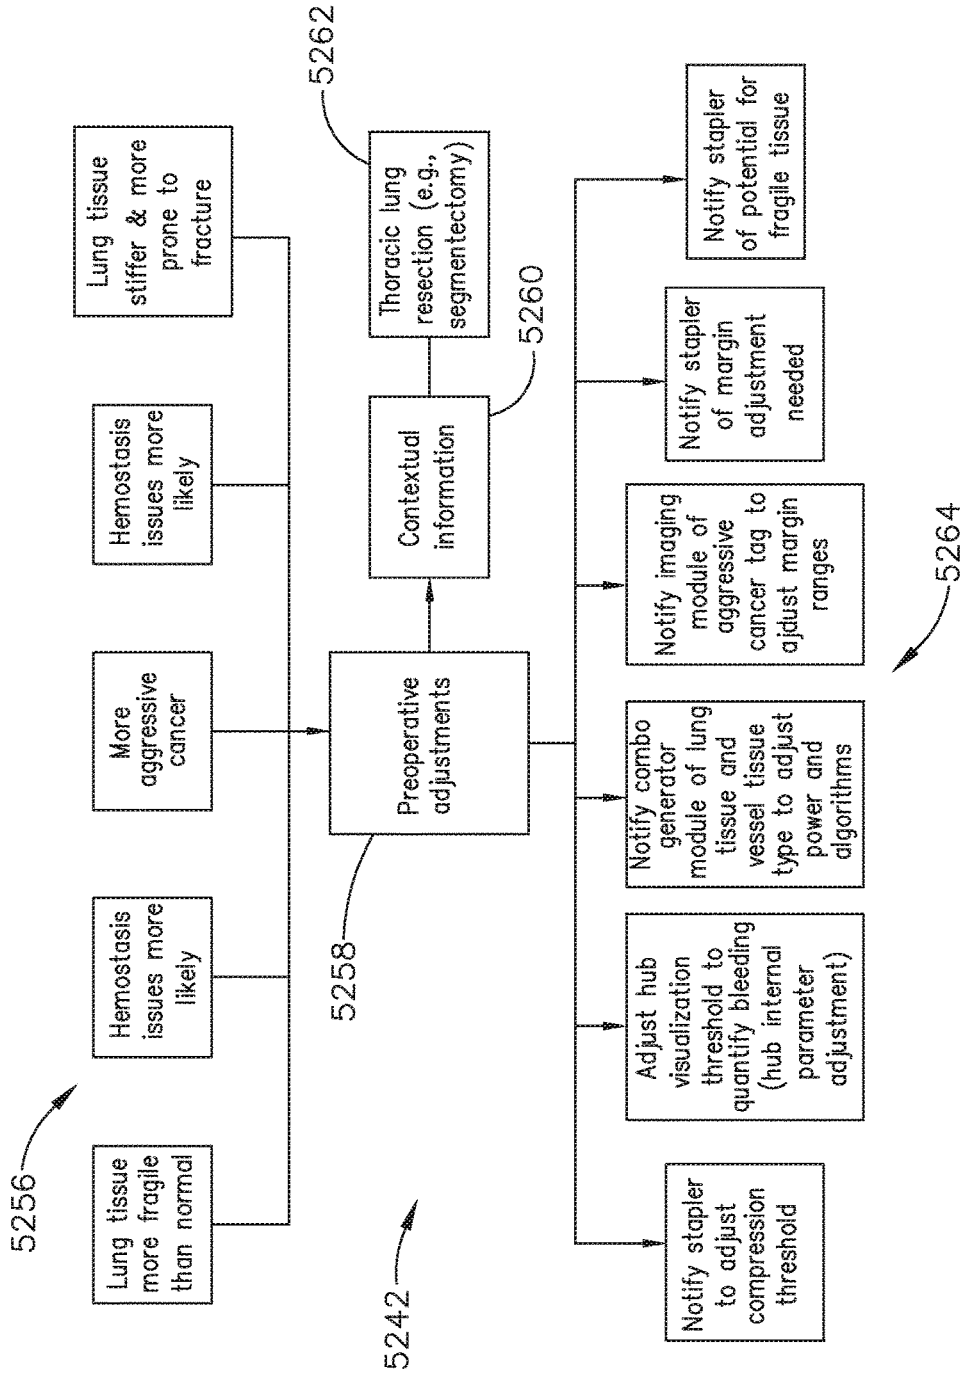 5256
Lung tissue
more fragile
than normal
Hemostasis
issues more
likely
More
aggressive
cancer
Hemostasis
issues more
likely
Lung tissue
stiffer & more
prone to
fracture
5242
5258
Preoperative
adjustments
Contextual
information
5260
Thoracic lung
resection (e.g.,
segmentectomy)
5262
Notify stapler
to adjust
compression
threshold
Adjust hub
visualization
threshold to
quantify bleeding
(hub internal
parameter
adjustment)
Notify combo
generator
module of lung
tissue and
vessel tissue
type to adjust
power and
algorithms
Notify imaging
module of
aggressive
cancer tag to
ajdust margin
ranges
Notify stapler
of margin
adjustment
needed
Notify stapler
of potential for
fragile tissue
5264